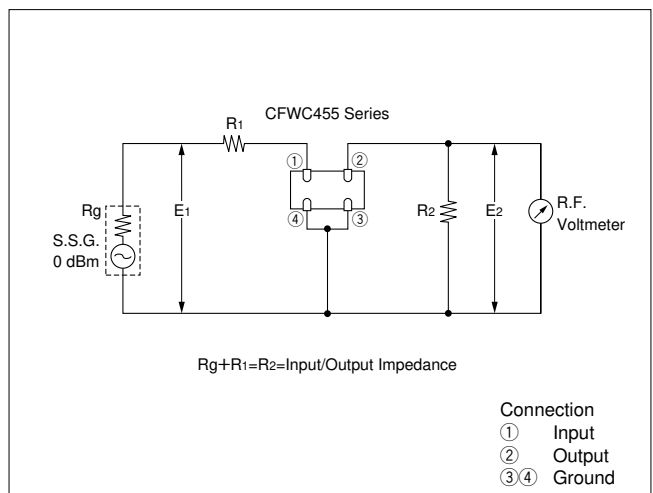 CFWC455 Series
R1
① ②
④ ③
Rg
S.S.G.
0 dBm
E1
R2
E2
R.F.
Voltmeter
Rg+R1=R2=Input/Output Impedance
Connection
① Input
② Output
③④ Ground